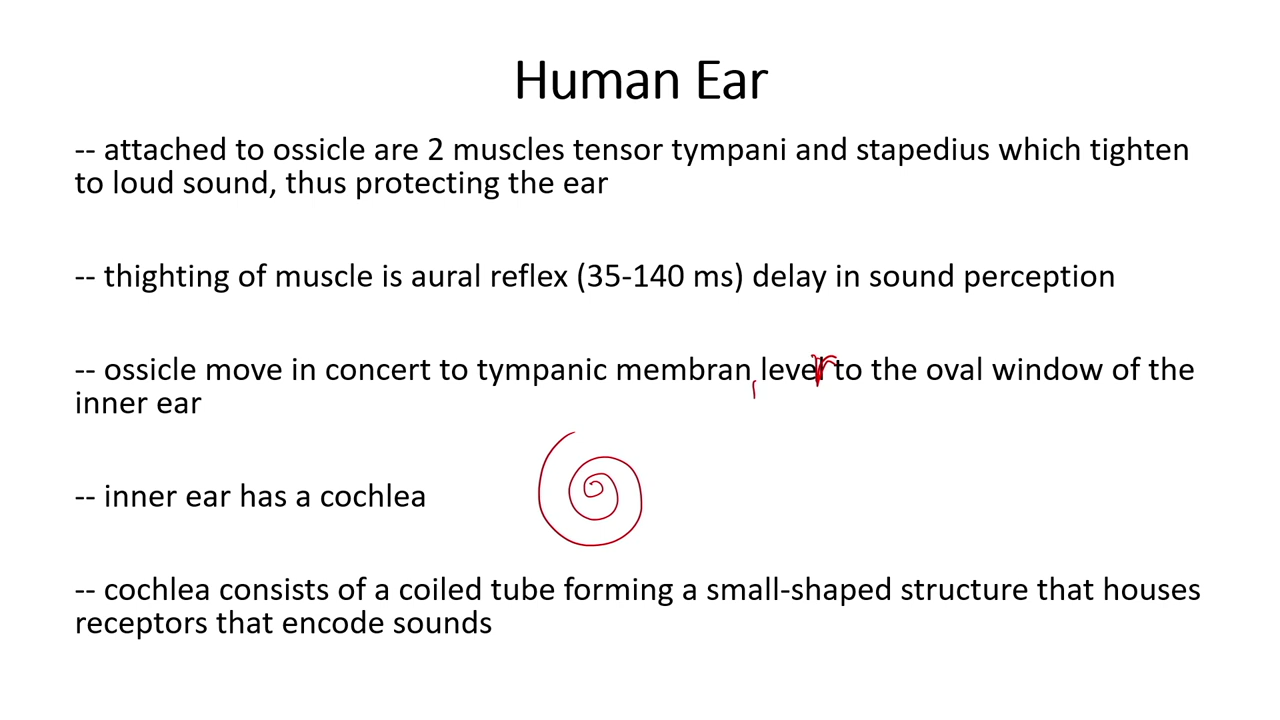 Human Ear
-- attached to ossicle are 2 muscles tensor tympani and stapedius which tighten
to loud sound, thus protecting the ear
-- thighting of muscle is aural reflex (35-140 ms) delay in sound perception
-- ossicle move in concert to tympanic membran lever to the oval window of the
inner ear
-- inner ear has a cochlea
-- cochlea consists of a coiled tube forming a small-shaped structure that houses
receptors that encode sounds